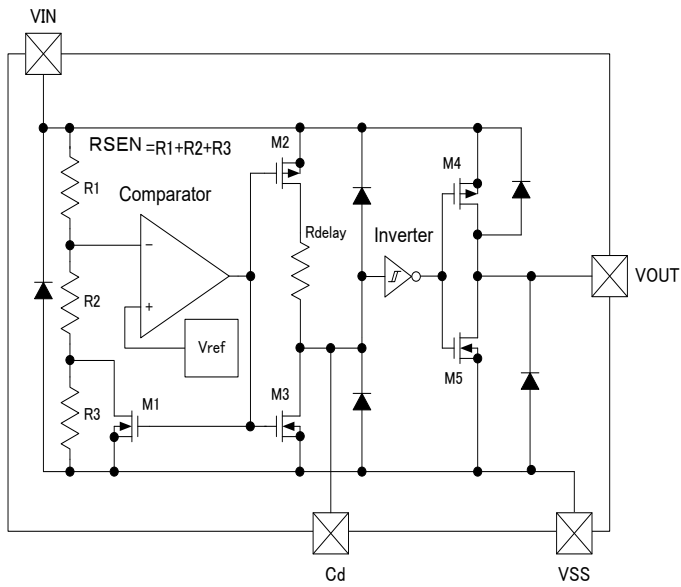 VIN
RSEN =R1+R2+R3
M2
M4
R1
Comparator
Rdelay
Inverter
−
R2
+
VOUT
Vref
M5
R3
M1
M3
Cd
VSS